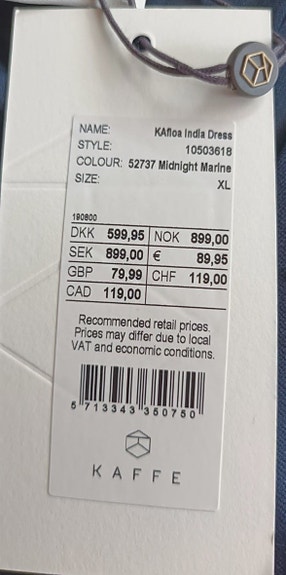 NAME: KAfloa India Dress
STYLE: 10503618
COLOUR: 52737 Midnight Marine
SIZE: XL
190800
DKK 599,95 NOK 899,00
SEK 899,00 € 89,95
GBP 79,99 CHF 119,00
CAD 119,00
Recommended retail prices.
Prices may differ due to local
VAT and economic conditions.
5 713343 350750
KAFFE